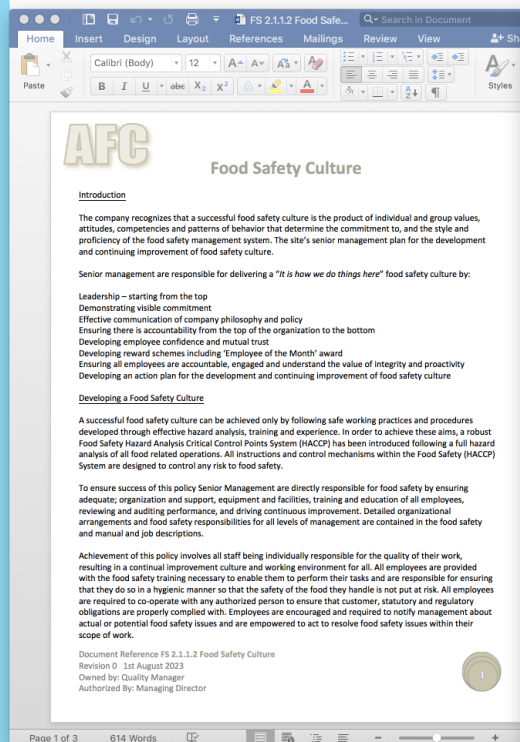 FS 2.1.1.2 Food Safe...
Search in Document
Home Insert Design Layout References Mailings Review View Sh
Paste
Calibri (Body) 12 A A Aa A
B I U abc X2 X2 A A
Styles
AFC
Food Safety Culture
Introduction
The company recognizes that a successful food safety culture is the product of individual and group values,
attitudes, competencies and patterns of behavior that determine the commitment to, and the style and
proficiency of the food safety management system. The site's senior management plan for the development
and continuing improvement of food safety culture.
Senior management are responsible for delivering a "It is how we do things here" food safety culture by:
Leadership – starting from the top
Demonstrating visible commitment
Effective communication of company philosophy and policy
Ensuring there is accountability from the top of the organization to the bottom
Developing employee confidence and mutual trust
Developing reward schemes including 'Employee of the Month' award
Ensuring all employees are accountable, engaged and understand the value of integrity and proactivity
Developing an action plan for the development and continuing improvement of food safety culture
Developing a Food Safety Culture
A successful food safety culture can be achieved only by following safe working practices and procedures
developed through effective hazard analysis, training and experience. In order to achieve these aims, a robust
Food Safety Hazard Analysis Critical Control Points System (HACCP) has been introduced following a full hazard
analysis of all food related operations. All instructions and control mechanisms within the Food Safety (HACCP)
System are designed to control any risk to food safety.
To ensure success of this policy Senior Management are directly responsible for food safety by ensuring
adequate; organization and support, equipment and facilities, training and education of all employees,
reviewing and auditing performance, and driving continuous improvement. Detailed organizational
arrangements and food safety responsibilities for all levels of management are contained in the food safety
and manual and job descriptions.
Achievement of this policy involves all staff being individually responsible for the quality of their work,
resulting in a continual improvement culture and working environment for all. All employees are provided
with the food safety training necessary to enable them to perform their tasks and are responsible for ensuring
that they do so in a hygienic manner so that the safety of the food they handle is not put at risk. All employees
are required to co-operate with any authorized person to ensure that customer, statutory and regulatory
obligations are properly complied with. Employees are encouraged and required to notify management about
actual or potential food safety issues and are empowered to act to resolve food safety issues within their
scope of work.
Document Reference FS 2.1.1.2 Food Safety Culture
Revision 0 1st August 2023
Owned by: Quality Manager
Authorized By: Managing Director
1
Page 1 of 3 614 Words